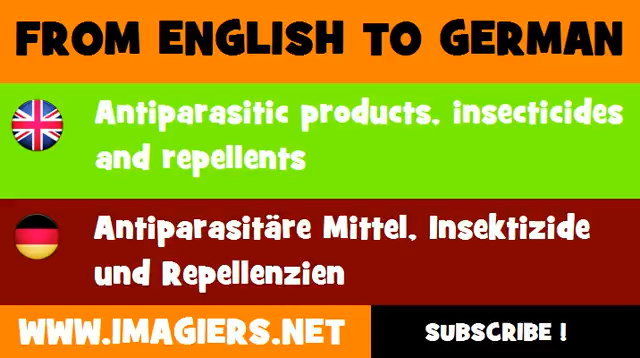 FROM ENGLISH TO GERMAN
Antiparasitic products, insecticides
and repellents
Antiparasitäre Mittel, Insektizide
und Repellenzien
WWW.IMAGIERS.NET
SUBSCRIBE !